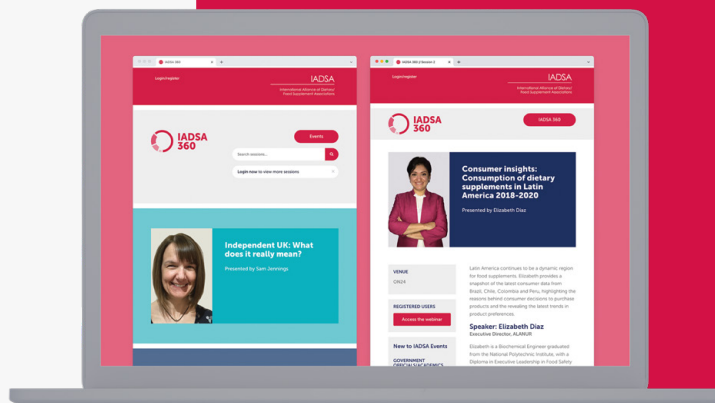 IADSA 360
Login/register
IADSA
International Alliance of Dietary/
Food Supplement Associations
IADSA
360
Events
Search sessions...
Login now to view more sessions
Independent UK: What
does it really mean?
Presented by Sam Jennings
IADSA 360 // Session 2
Login/register
IADSA
International Alliance of Dietary/
Food Supplement Associations
IADSA
360
IADSA 360
Consumer insights:
Consumption of dietary
supplements in Latin
America 2018-2020
Presented by Elizabeth Diaz
VENUE
ON24
REGISTERED USERS
Access the webinar
New to IADSA Events
GOVERNMENT
OFFICIALS/ACADEMICS
Latin America continues to be a dynamic region
for food supplements. Elizabeth provides a
snapshot of the latest consumer data from
Brazil, Chile, Colombia and Peru, highlighting the
reasons behind consumer decisions to purchase
products and the revealing the latest trends in
product preferences.
Speaker: Elizabeth Diaz
Executive Director, ALANUR
Elizabeth is a Biochemical Engineer graduated
from the National Polytechnic Institute, with a
Diploma in Executive Leadership in Food Safety